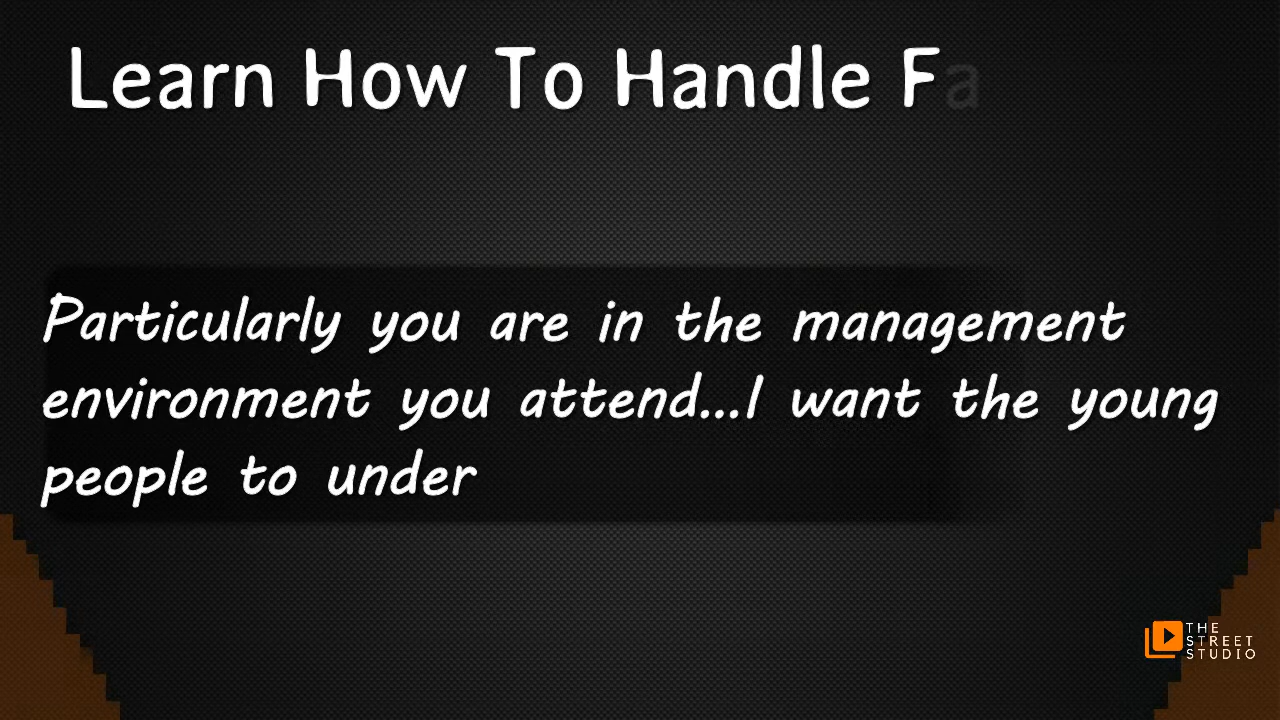 Learn How To Handle Fa
Particularly you are in the management
environment you attend...I want the young
people to under
THE
STREET
STUDIO